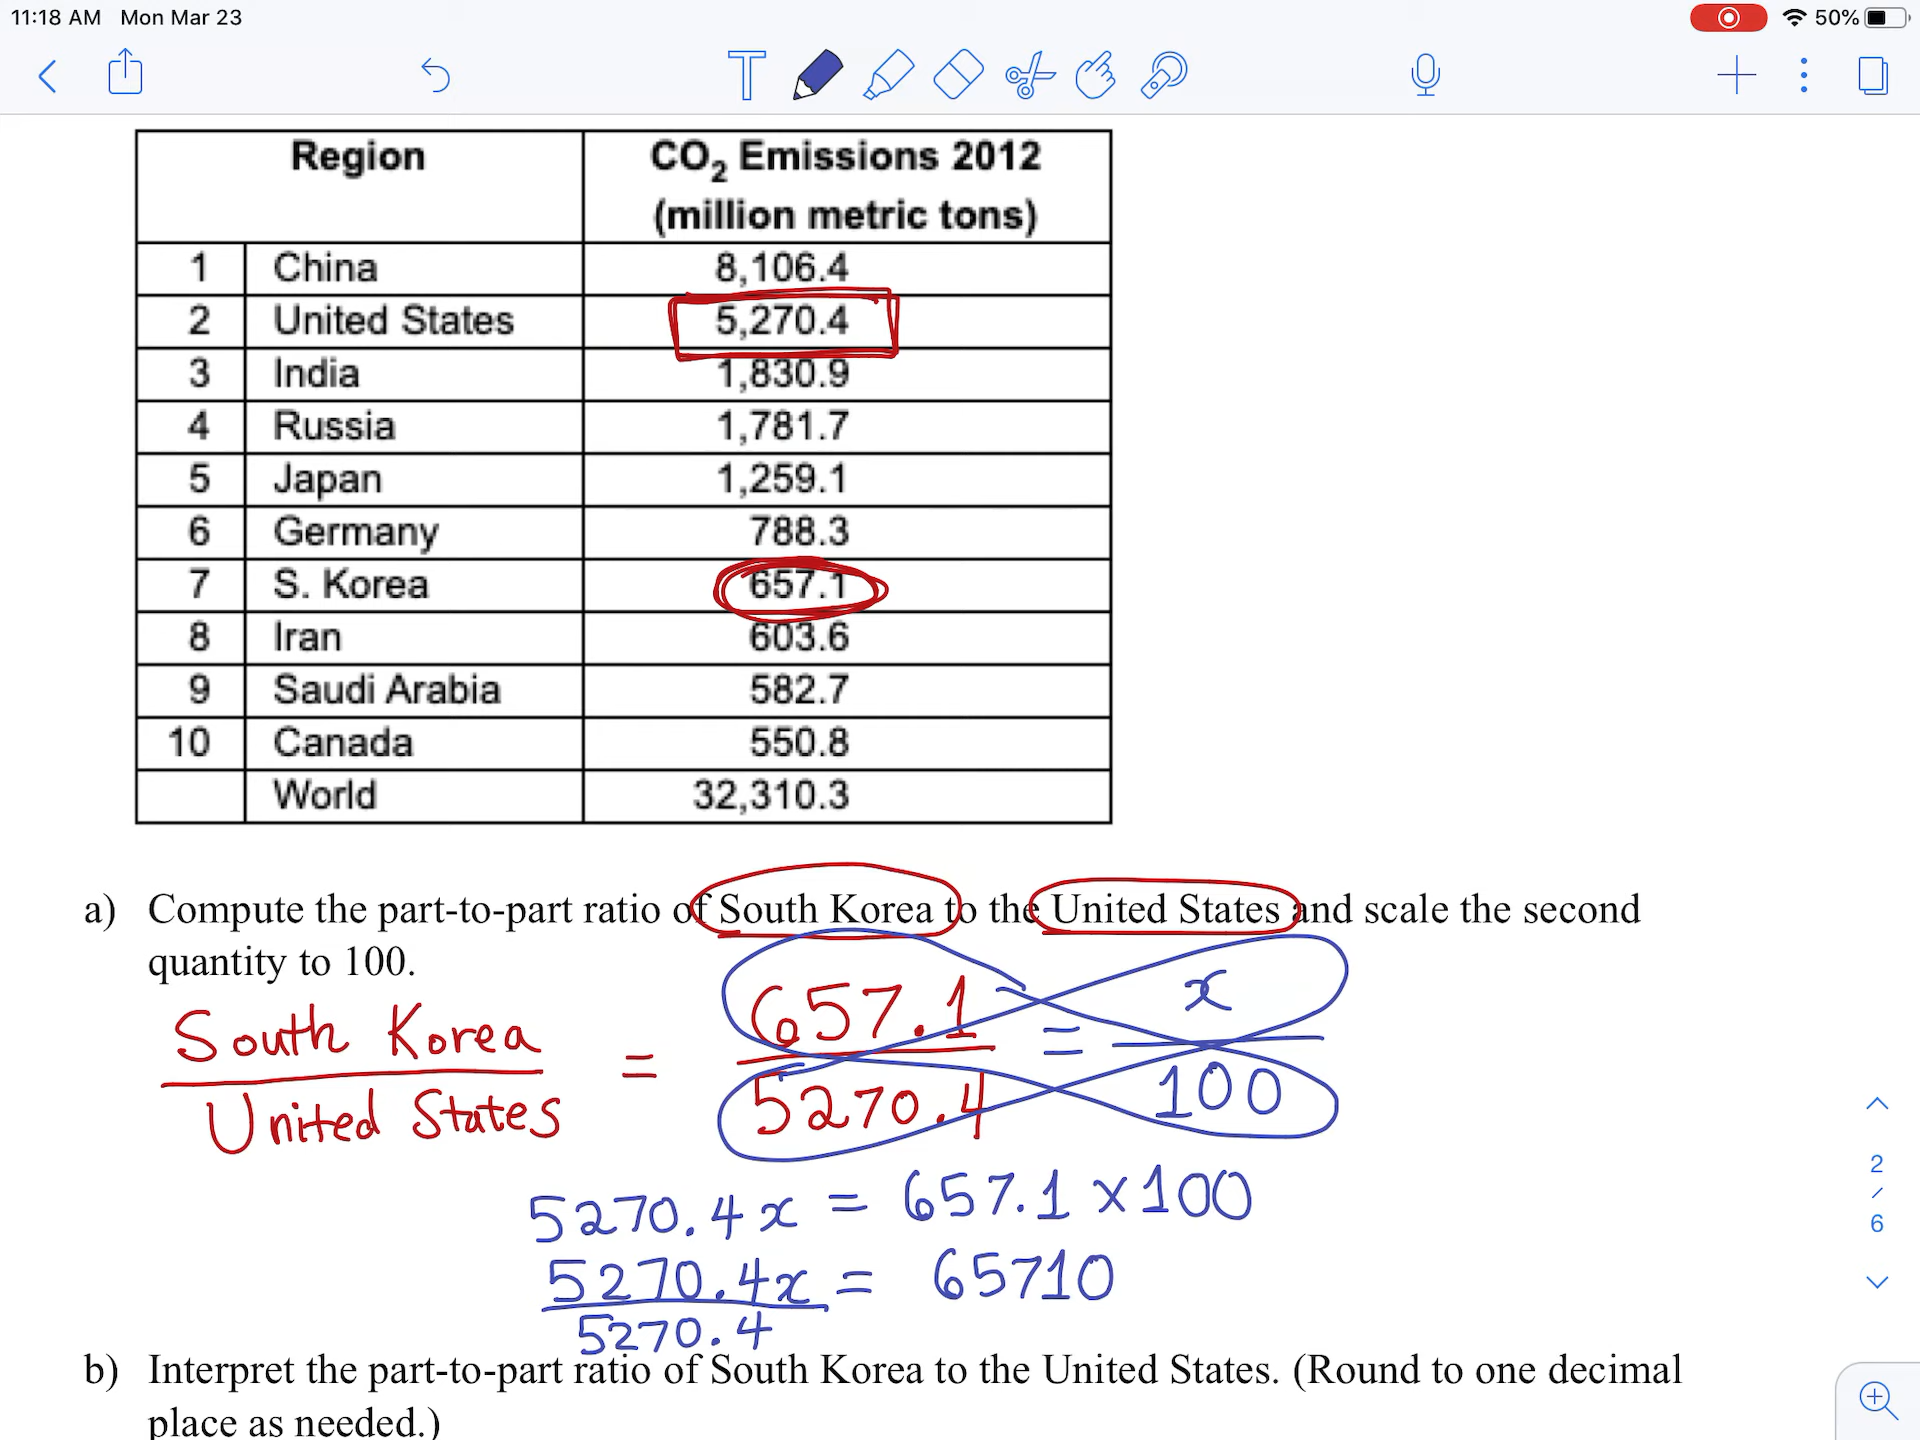 11:18 AM Mon Mar 23
50%
Region CO₂ Emissions 2012
(million metric tons)
1 China 8,106.4
2 United States 5,270.4
3 India 1,830.9
4 Russia 1,781.7
5 Japan 1,259.1
6 Germany 788.3
7 S. Korea 657.1
8 Iran 603.6
9 Saudi Arabia 582.7
10 Canada 550.8
World 32,310.3
a) Compute the part-to-part ratio of South Korea to the United States and scale the second
quantity to 100.
South Korea = 657.1 = x
United States 5270.4 100
5270.4x = 657.1 x 100
5270.4x = 65710
5270.4
b) Interpret the part-to-part ratio of South Korea to the United States. (Round to one decimal
place as needed.)
2
/
6